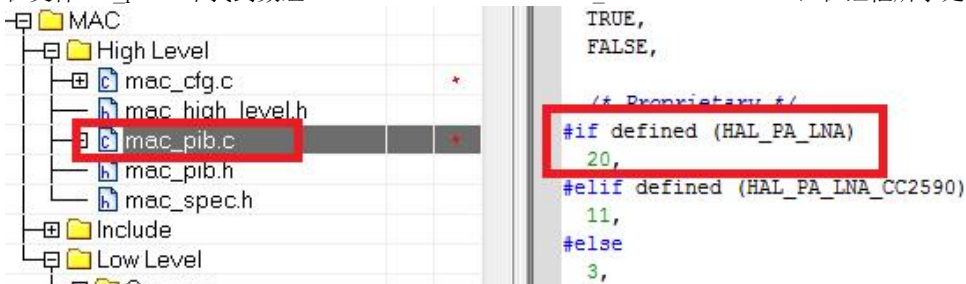 MAC
High Level
mac_cfg.c
mac_high_level.h
mac_pib.c
mac_pib.h
mac_spec.h
Include
Low Level
TRUE,
FALSE,
/* Proprietary */
#if defined (HAL_PA_LNA)
20,
#elif defined (HAL_PA_LNA_CC2590)
11,
#else
3,